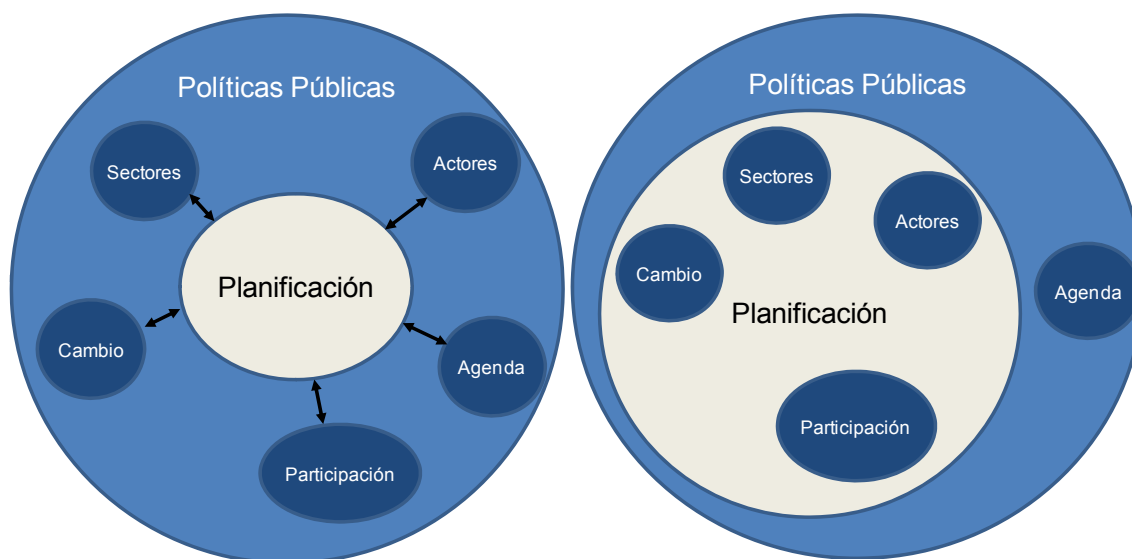 Políticas Públicas
Sectores
Actores
Planificación
Cambio
Agenda
Participación
Políticas Públicas
Sectores
Actores
Cambio
Agenda
Planificación
Participación